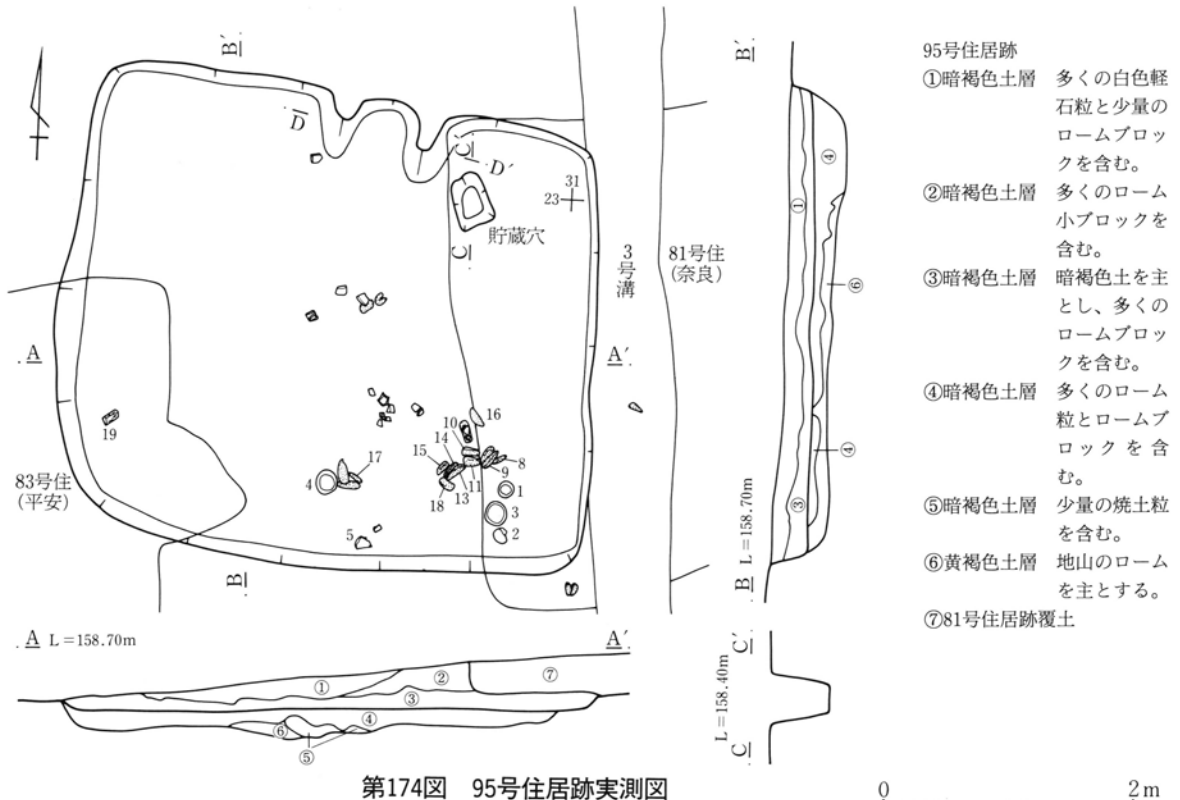 B′
D
C′
D′
31
23
貯蔵穴
C
3号溝
81号住
(奈良)
A
A′
19
10
16
14
15
17
4
8
9
11
13
18
1
3
2
5
83号住
(平安)
B
B′
④
①
⑥
④
③
B L=158.70m
A L=158.70m
A′
①
②
③
④
⑤
⑥
⑦
C′
L=158.40m
C
95号住居跡
①暗褐色土層 多くの白色軽
石粒と少量の
ロームブロッ
クを含む。
②暗褐色土層 多くのローム
小ブロックを
含む。
③暗褐色土層 暗褐色土を主
とし、多くの
ロームブロッ
クを含む。
④暗褐色土層 多くのローム
粒とロームブ
ロックを含
む。
⑤暗褐色土層 少量の焼土粒
を含む。
⑥黄褐色土層 地山のローム
を主とする。
⑦81号住居跡覆土
第174図 95号住居跡実測図
0 2m